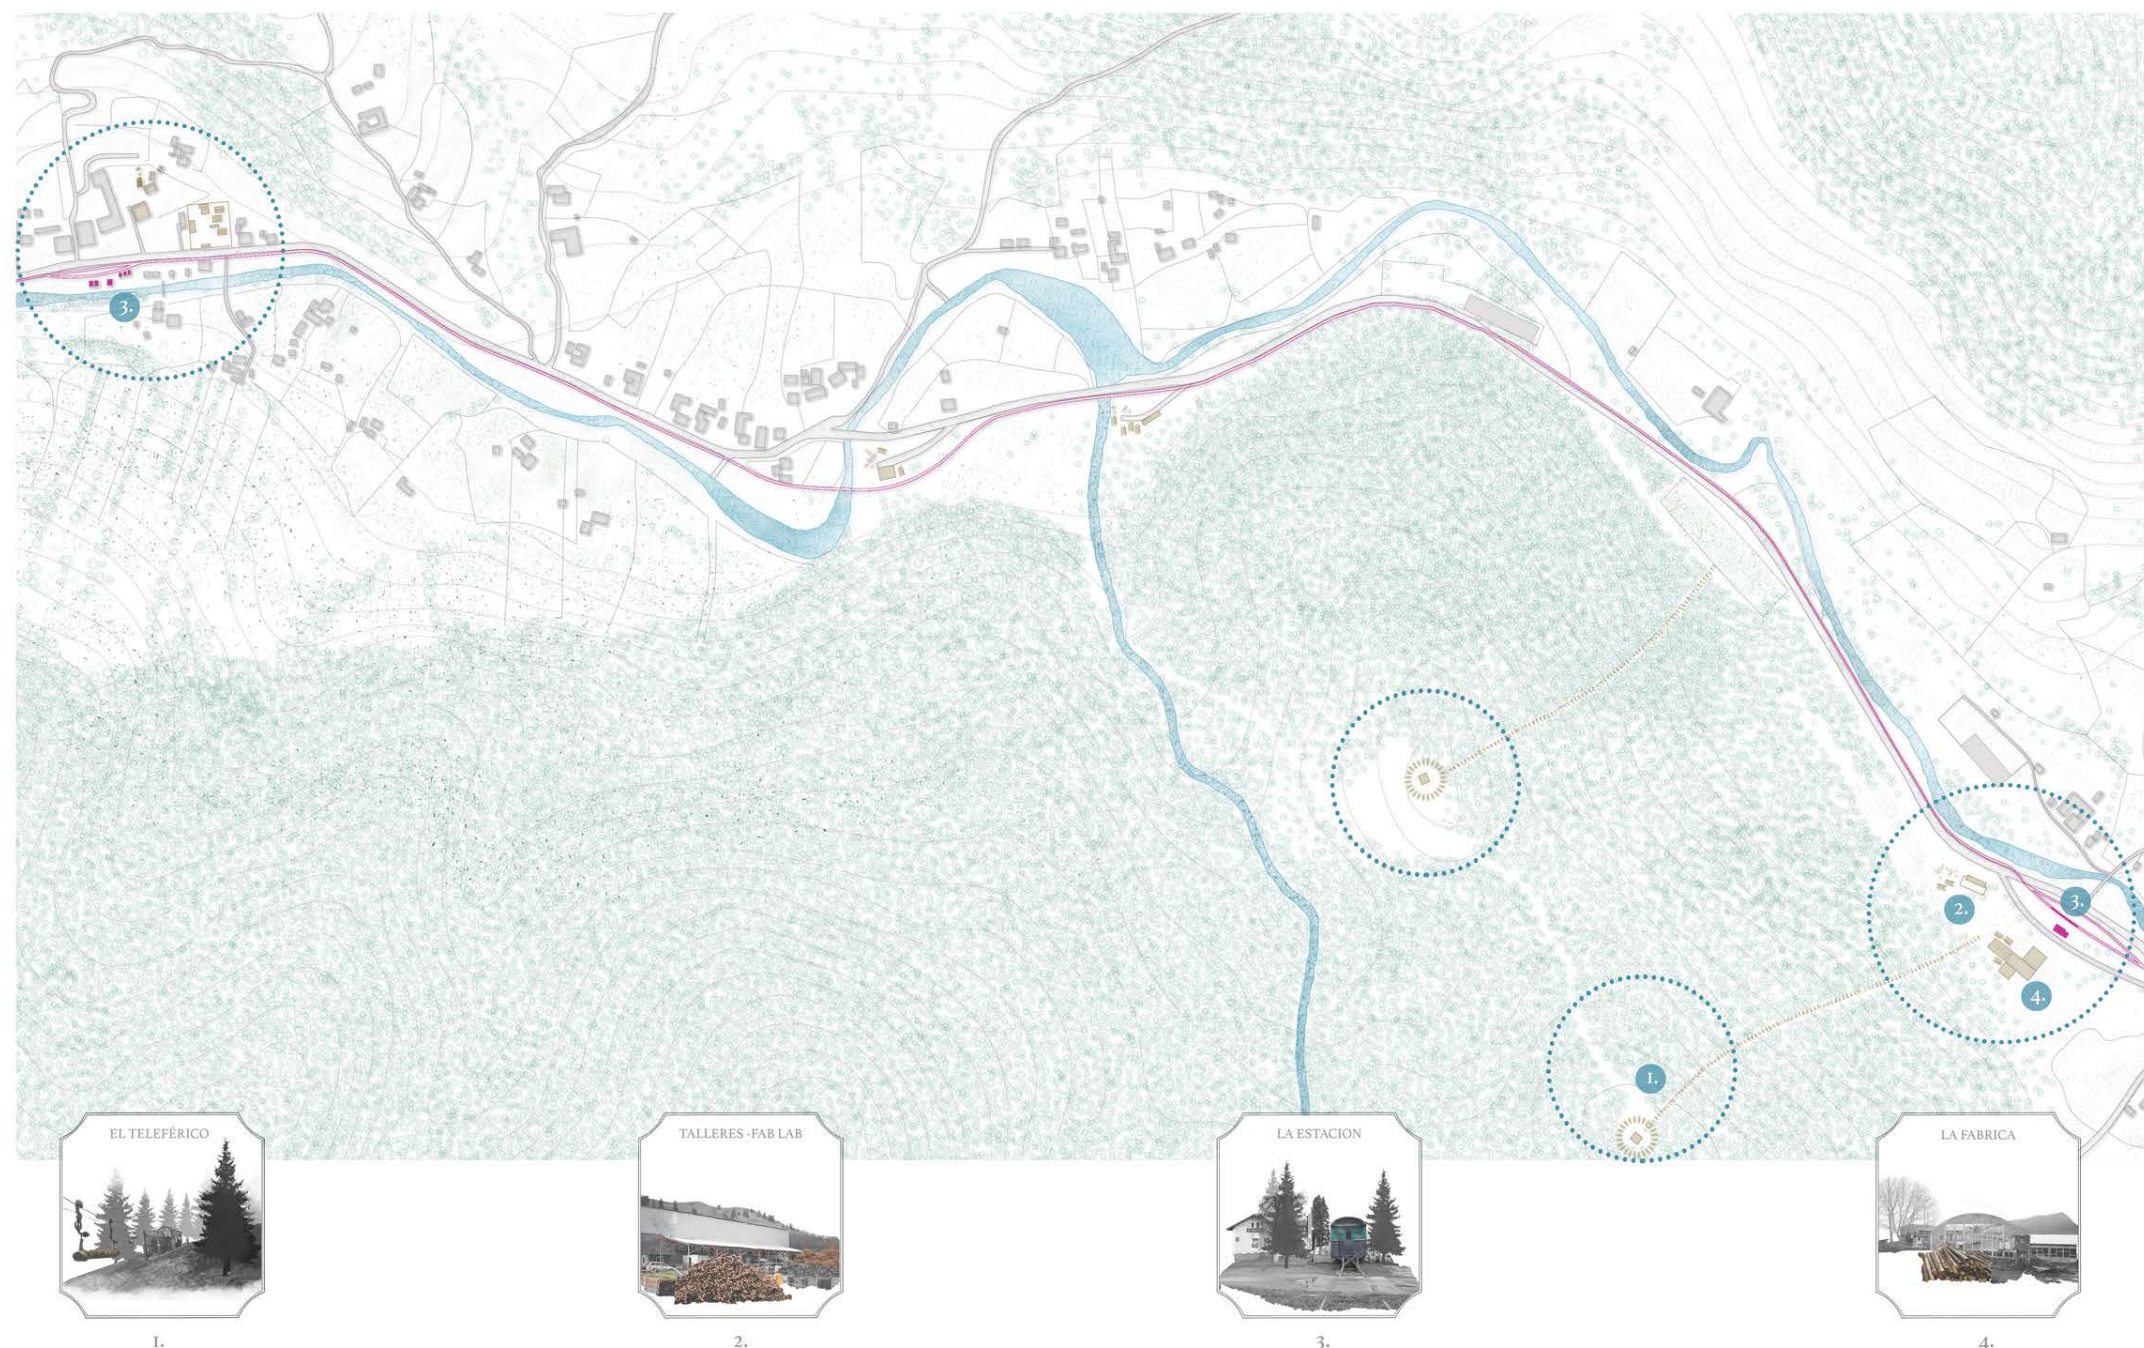 3.
3.
2.
4.
1.
EL TELEFÉRICO
TALLERES -FAB LAB
LA ESTACION
LA FABRICA
1.
2.
3.
4.